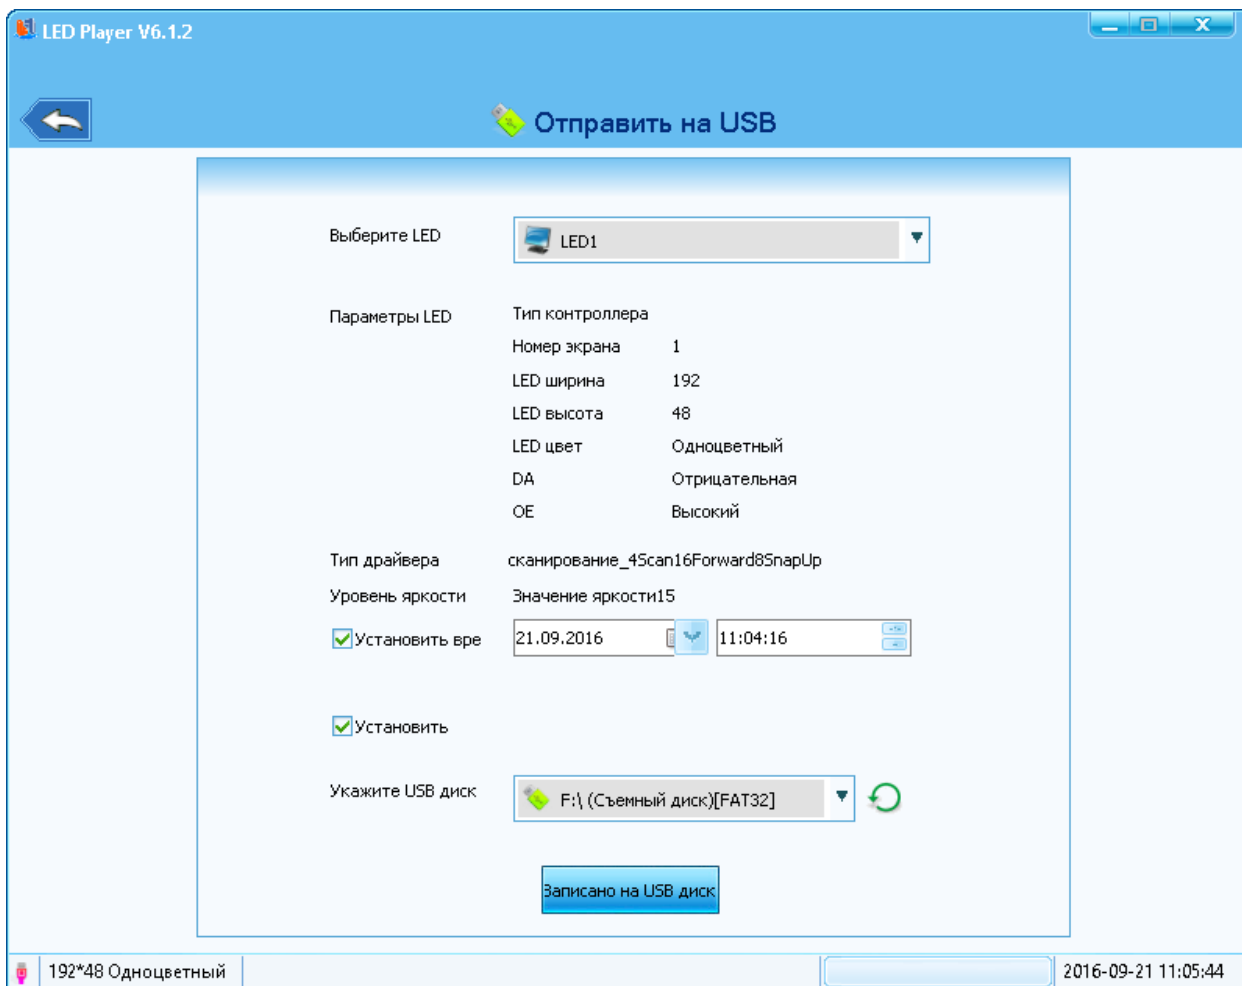 LED Player V6.1.2
Отправить на USB
Выберите LED LED1
Параметры LED Тип контроллера
Номер экрана 1
LED ширина 192
LED высота 48
LED цвет Одноцветный
DA Отрицательная
OE Высокий
Тип драйвера сканирование_4Scan16Forward8SnapUp
Уровень яркости Значение яркости15
Установить вре 21.09.2016 11:04:16
Установить
Укажите USB диск F:\ (Съемный диск)[FAT32]
Записано на USB диск
192*48 Одноцветный 2016-09-21 11:05:44